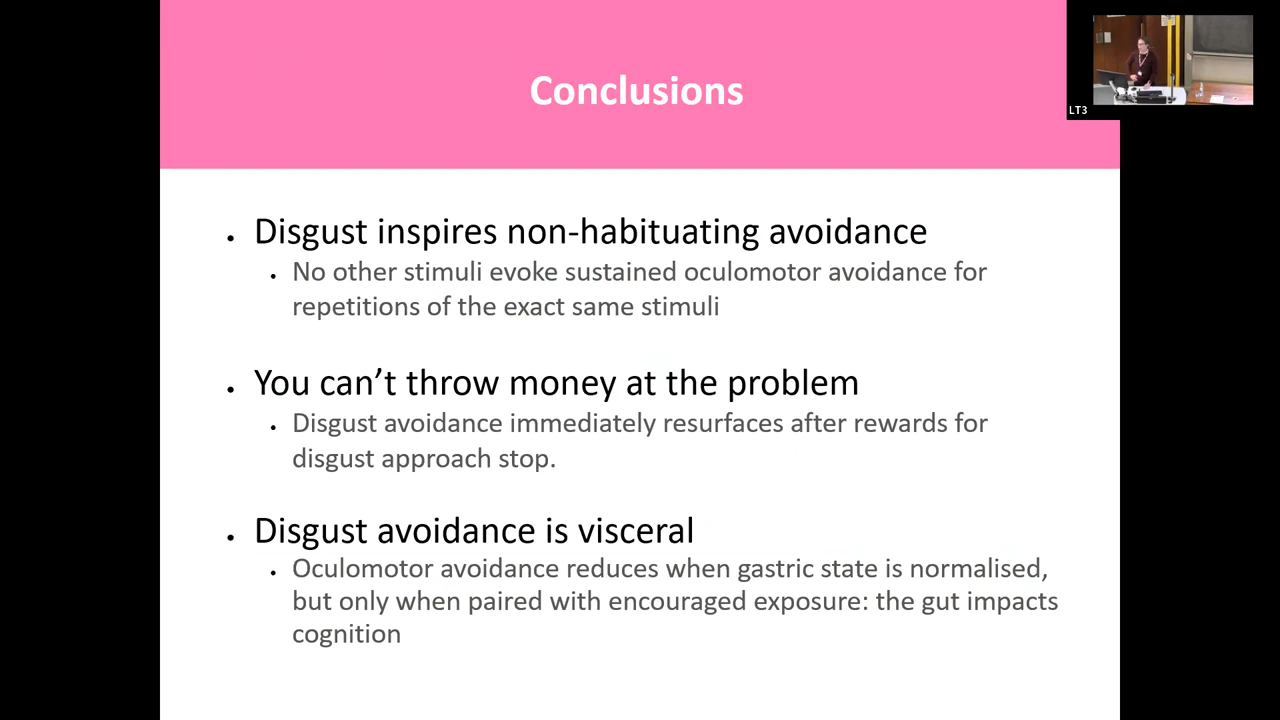 Conclusions
LT3
• Disgust inspires non-habituating avoidance
• No other stimuli evoke sustained oculomotor avoidance for
repetitions of the exact same stimuli
• You can’t throw money at the problem
• Disgust avoidance immediately resurfaces after rewards for
disgust approach stop.
• Disgust avoidance is visceral
• Oculomotor avoidance reduces when gastric state is normalised,
but only when paired with encouraged exposure: the gut impacts
cognition